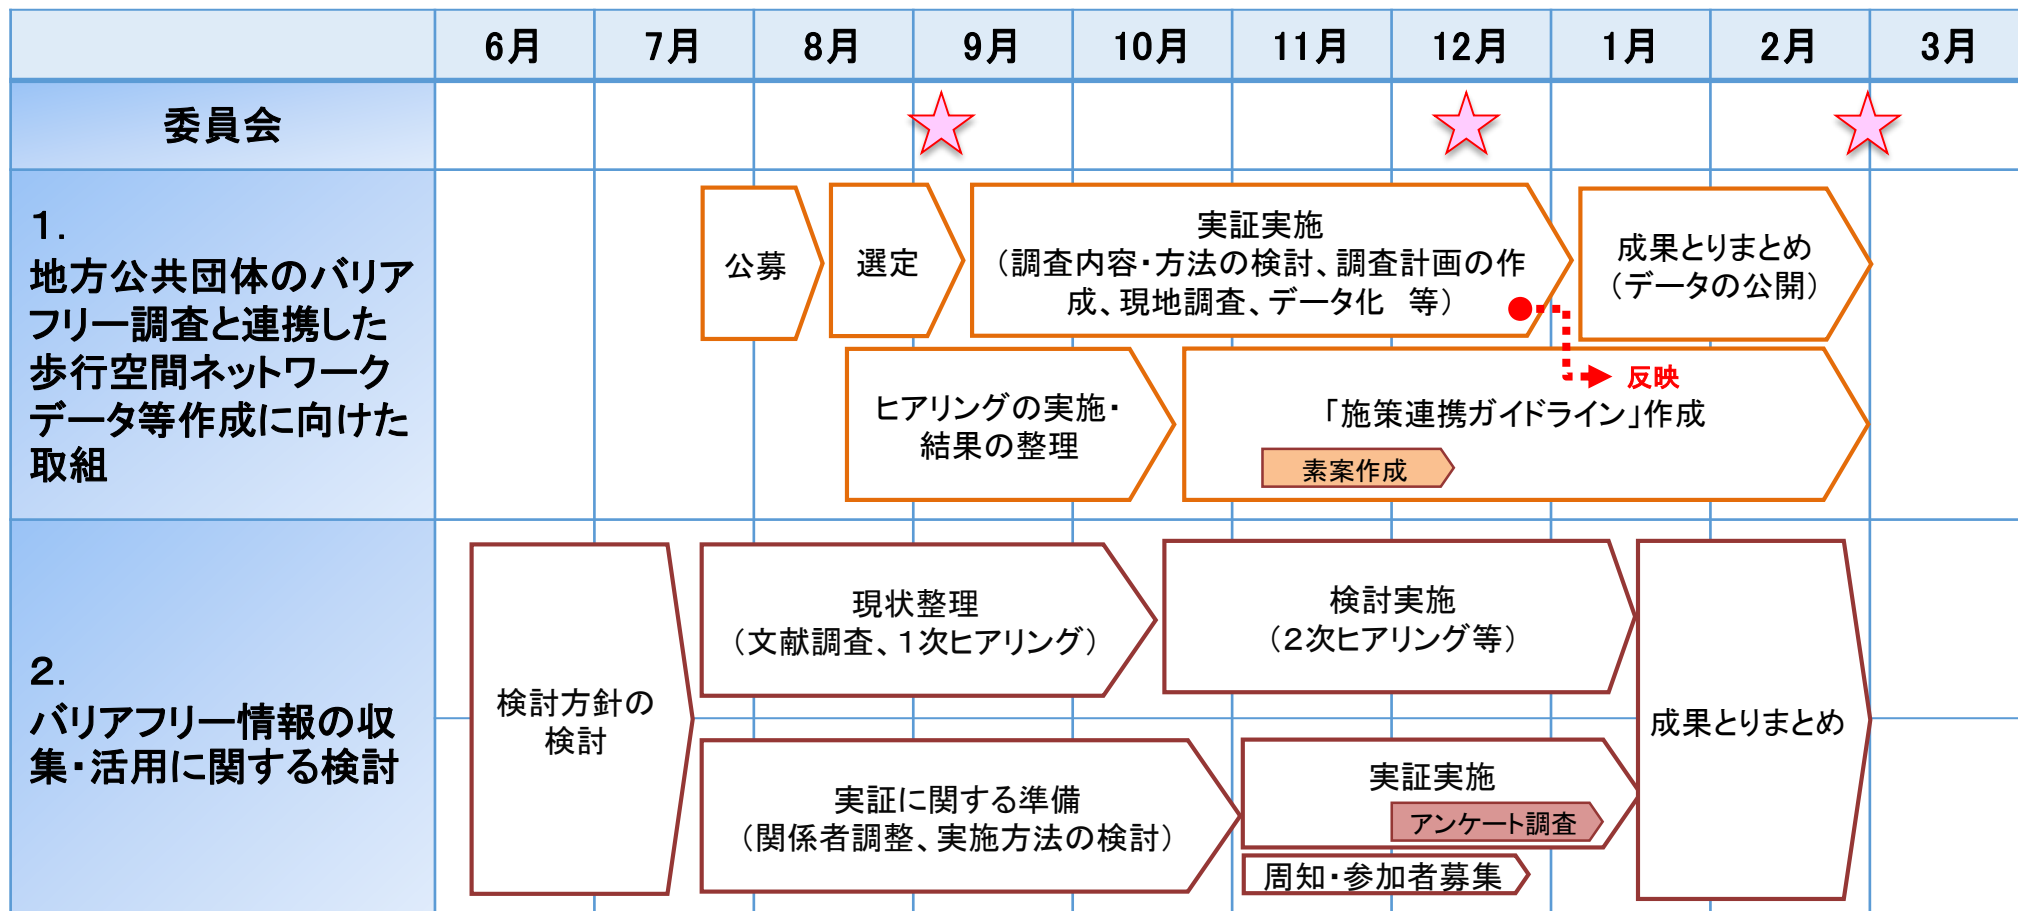 6月 7月 8月 9月 10月 11月 12月 1月 2月 3月
委員会
1.
地方公共団体のバリア
フリー調査と連携した
歩行空間ネットワーク
データ等作成に向けた
取組
公募
選定
実証実施
（調査内容・方法の検討、調査計画の作
成、現地調査、データ化　等）
成果とりまとめ
（データの公開）
反映
ヒアリングの実施・
結果の整理
「施策連携ガイドライン」作成
素案作成
2.
バリアフリー情報の収
集・活用に関する検討
検討方針の
検討
現状整理
（文献調査、１次ヒアリング）
検討実施
（２次ヒアリング等）
実証に関する準備
（関係者調整、実施方法の検討）
実証実施
アンケート調査
周知・参加者募集
成果とりまとめ